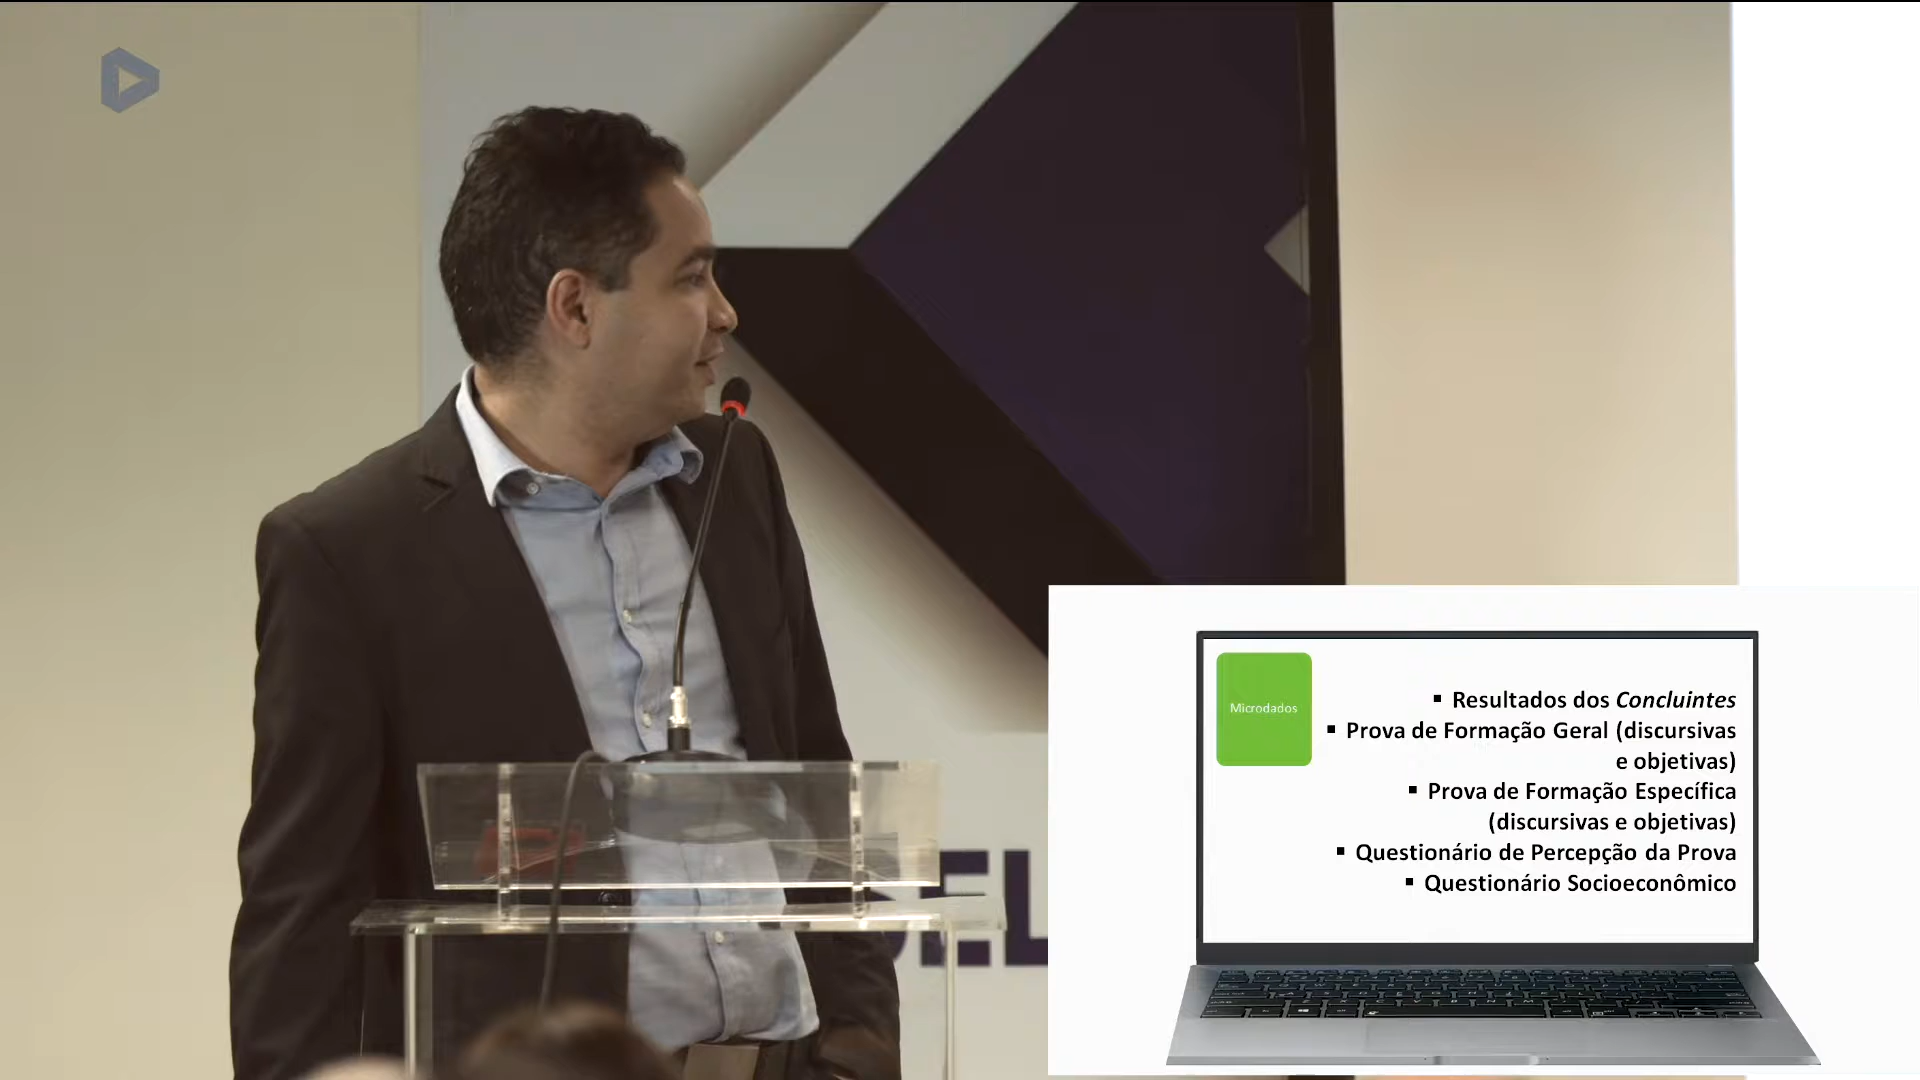 Microdados
▪ Resultados dos Concluintes
▪ Prova de Formação Geral (discursivas
e objetivas)
▪ Prova de Formação Específica
(discursivas e objetivas)
▪ Questionário de Percepção da Prova
▪ Questionário Socioeconômico